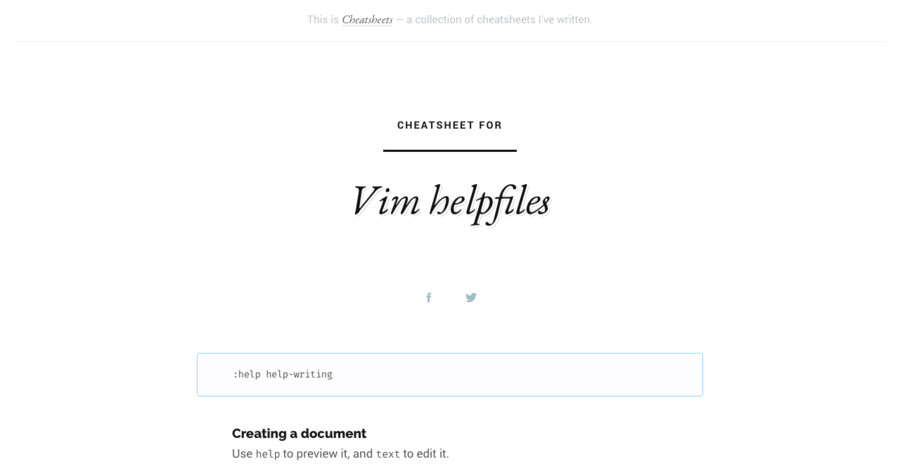 This is Cheatsheets — a collection of cheatsheets I've written.
CHEATSHEET FOR
Vim helpfiles
:help help-writing
Creating a document
Use help to preview it, and text to edit it.